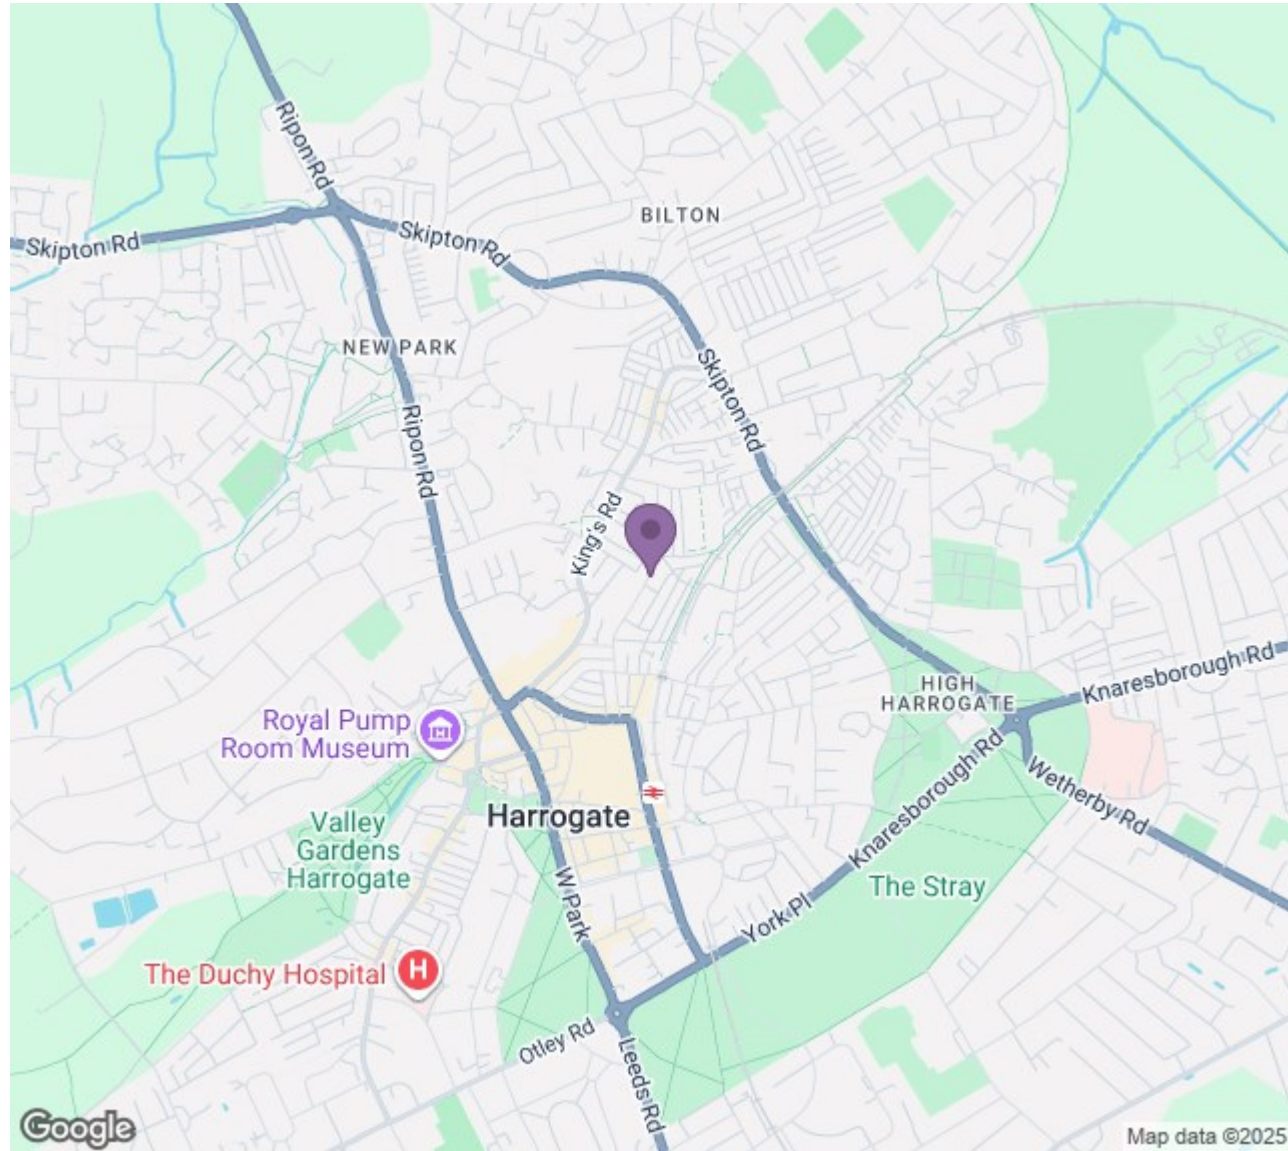 Ripon Rd
BILTON
Skipton Rd
Skipton Rd
NEW PARK
Skipton Rd
Ripon Rd
King's Rd
HIGH
HARROGATE
Knaresborough Rd
Royal Pump
Room Museum
Knaresborough Rd
Wetherby Rd
Harrogate
Valley
Gardens
Harrogate
W Park
The Stray
York Pl
The Duchy Hospital
H
Otley Rd
Leeds Rd
Google
Map data ©2025